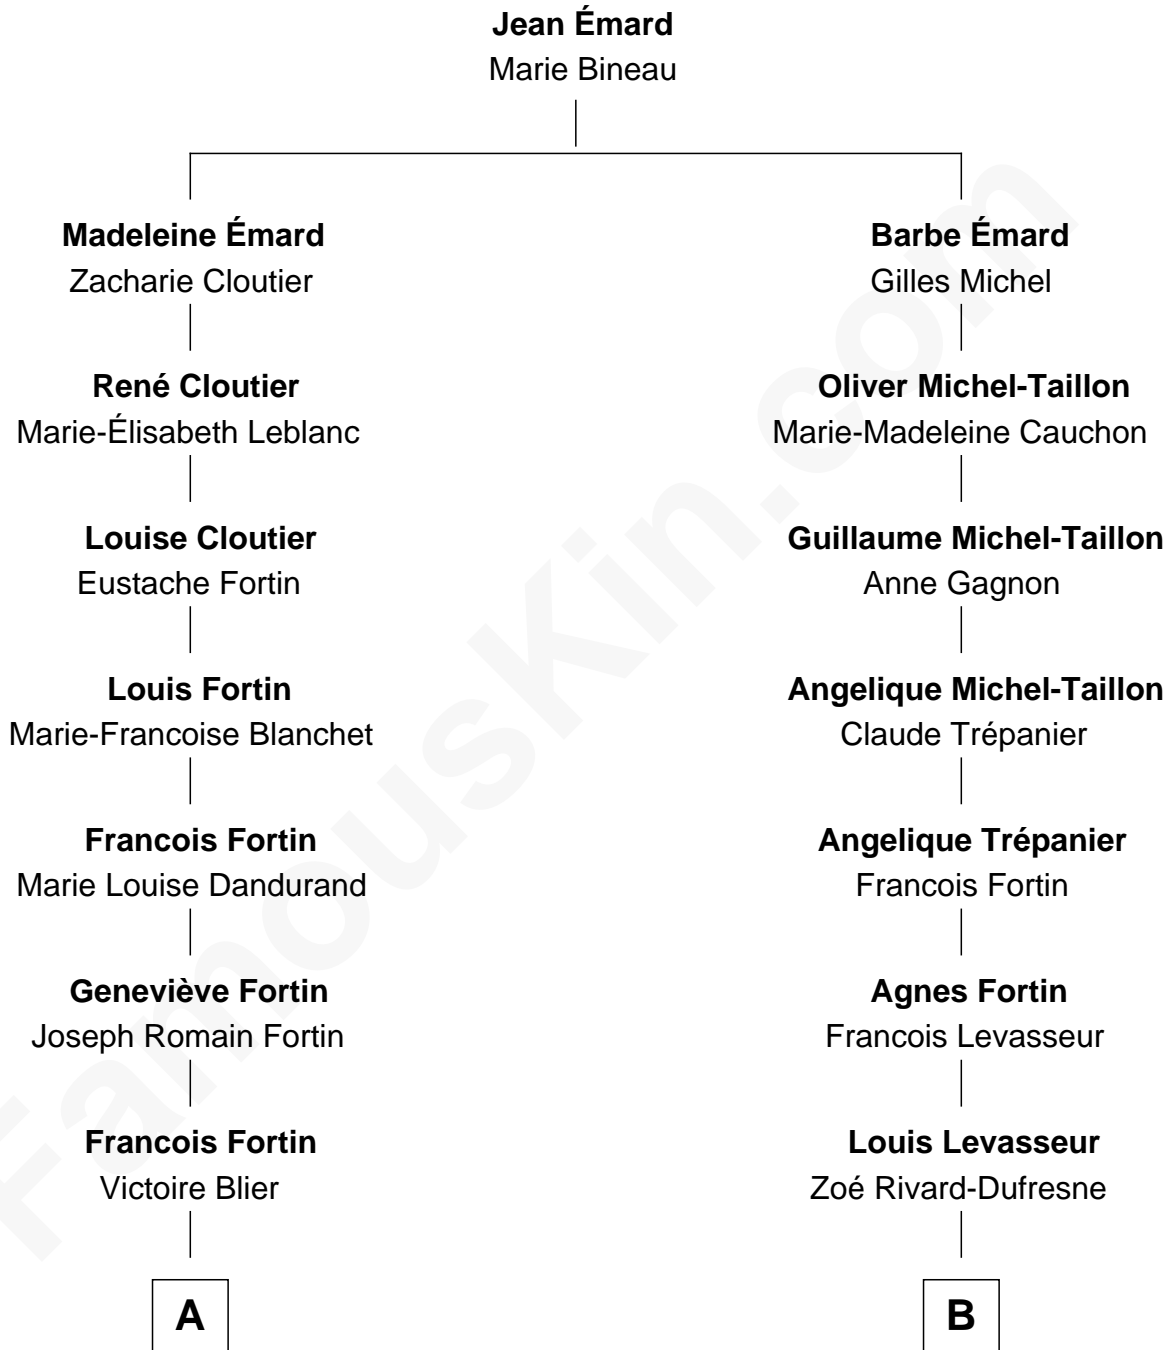 Jean Émard
Marie Bineau
Madeleine Émard
Zacharie Cloutier
Barbe Émard
Gilles Michel
René Cloutier
Marie-Élisabeth Leblanc
Oliver Michel-Taillon
Marie-Madeleine Cauchon
Louise Cloutier
Eustache Fortin
Guillaume Michel-Taillon
Anne Gagnon
Louis Fortin
Marie-Francoise Blanchet
Angelique Michel-Taillon
Claude Trépanier
Francois Fortin
Marie Louise Dandurand
Angelique Trépanier
Francois Fortin
Geneviève Fortin
Joseph Romain Fortin
Agnes Fortin
Francois Levasseur
Francois Fortin
Victoire Blier
Louis Levasseur
Zoé Rivard-Dufresne
A
B
FamousKin.com